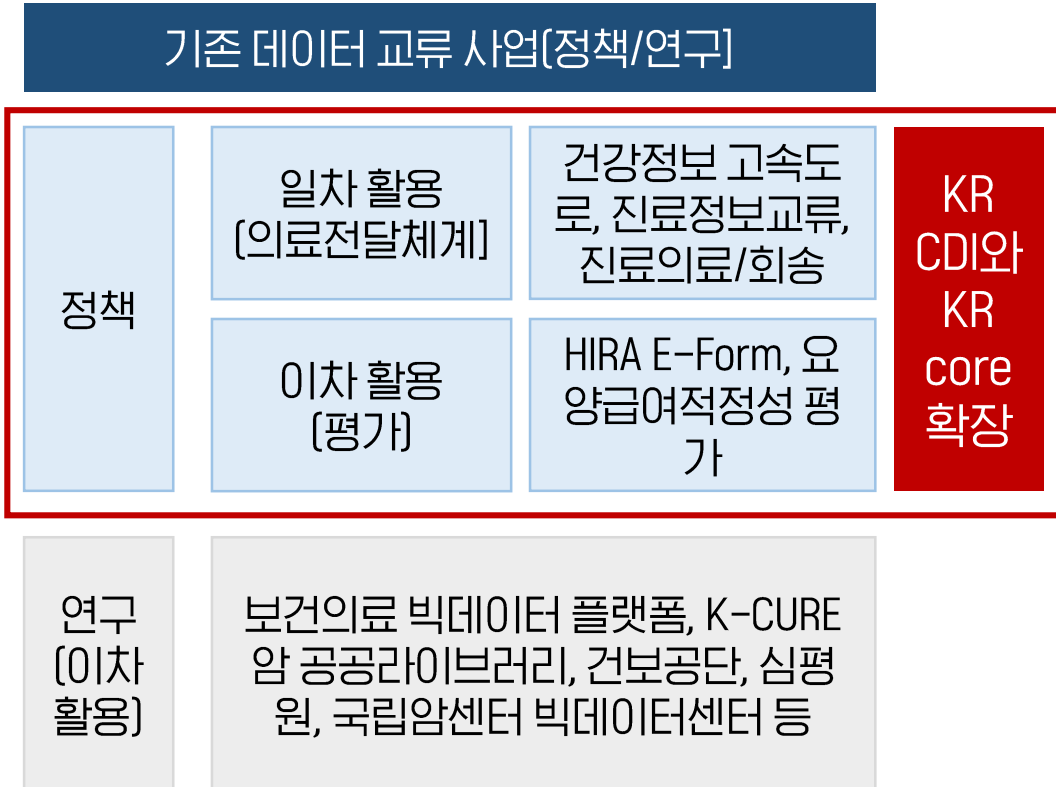 기존 데이터 교류 사업(정책/연구]
정책
일차 활용
(의료전달체계]
건강정보 고속도
로, 진료정보교류,
진료의료/회송
이차 활용
(평가)
HIRA E-Form, 요
양급여적정성 평
가
KR
CDI와
KR
core
확장
연구
(이차
활용)
보건의료 빅데이터 플랫폼, K-CURE
암 공공라이브러리, 건보공단, 심평
원, 국립암센터 빅데이터센터 등